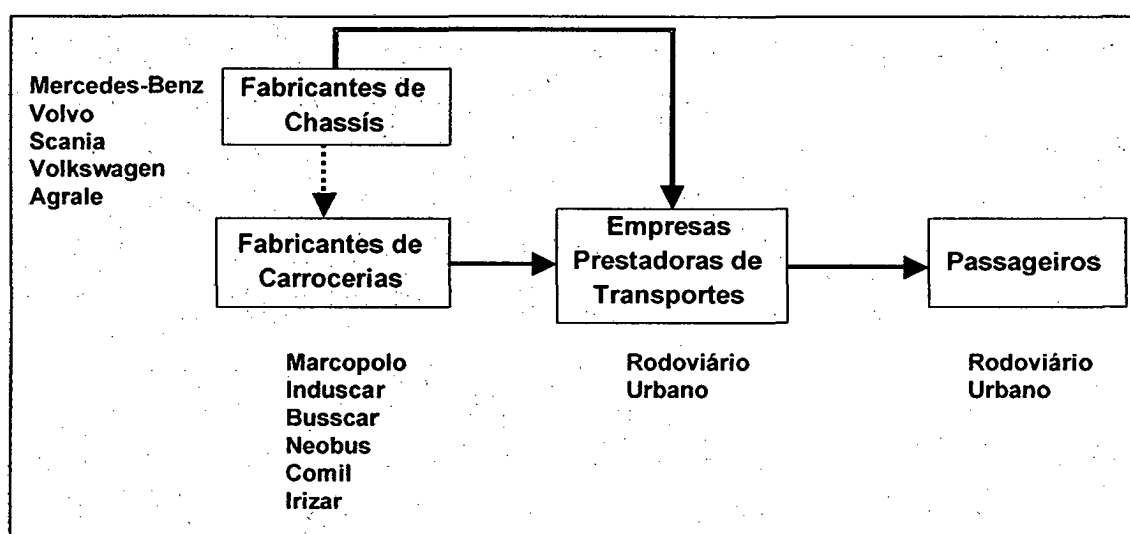 Mercedes-Benz
Volvo
Scania
Volkswagen
Agrale
Fabricantes de
Chassís
Fabricantes de
Carrocerias
Empresas
Prestadoras de
Transportes
Passageiros
Marcopolo
Induscar
Busscar
Neobus
Comil
Irizar
Rodoviário
Urbano
Rodoviário
Urbano